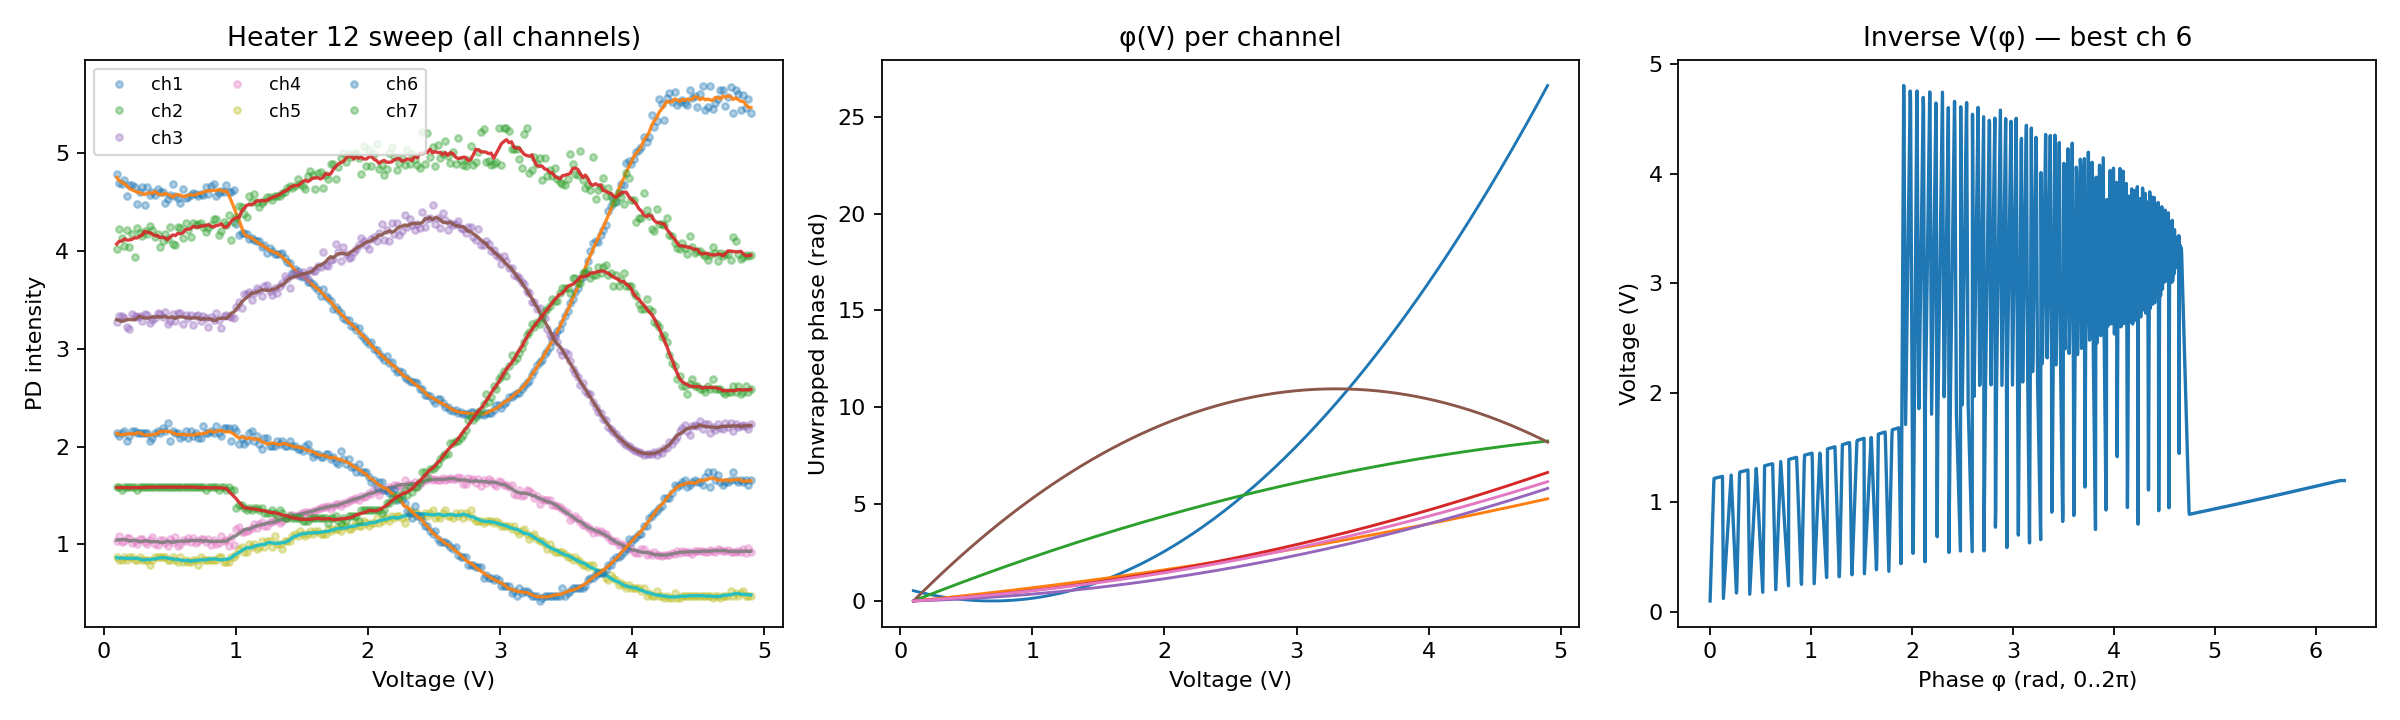 Heater 12 sweep (all channels)
ch1
ch2
ch3
ch4
ch5
ch6
ch7
5
4
3
2
1
PD intensity
0 1 2 3 4 5
Voltage (V)
φ(V) per channel
25
20
15
10
5
0
Unwrapped phase (rad)
0 1 2 3 4 5
Voltage (V)
Inverse V(φ) — best ch 6
5
4
3
2
1
0
Voltage (V)
0 1 2 3 4 5 6
Phase φ (rad, 0..2π)